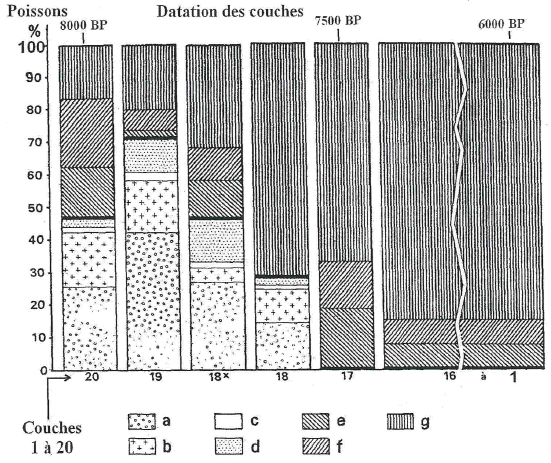 Poissons
Datation des couches
%
8000 BP
7500 BP
6000 BP
100
90
80
70
60
50
40
30
20
10
0
20 19 18x 18 17 16 à 1
Couches
1 à 20
a c e g
b d f